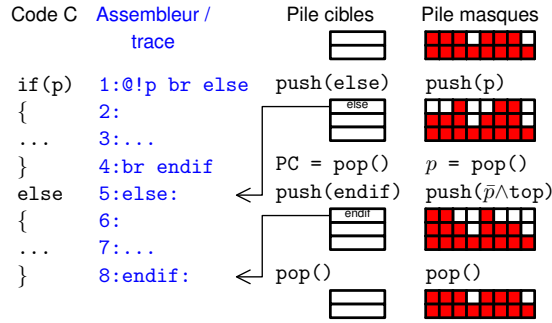 Code C Assembleur / Pile cibles Pile masques
trace
if(p) 1:@!p br else push(else) push(p)
{ 2: else
... 3:...
} 4:br endif PC = pop() p = pop()
else 5:else: push(endif) push(p̄∧top)
{ 6: endif
... 7:...
} 8:endif: pop() pop()